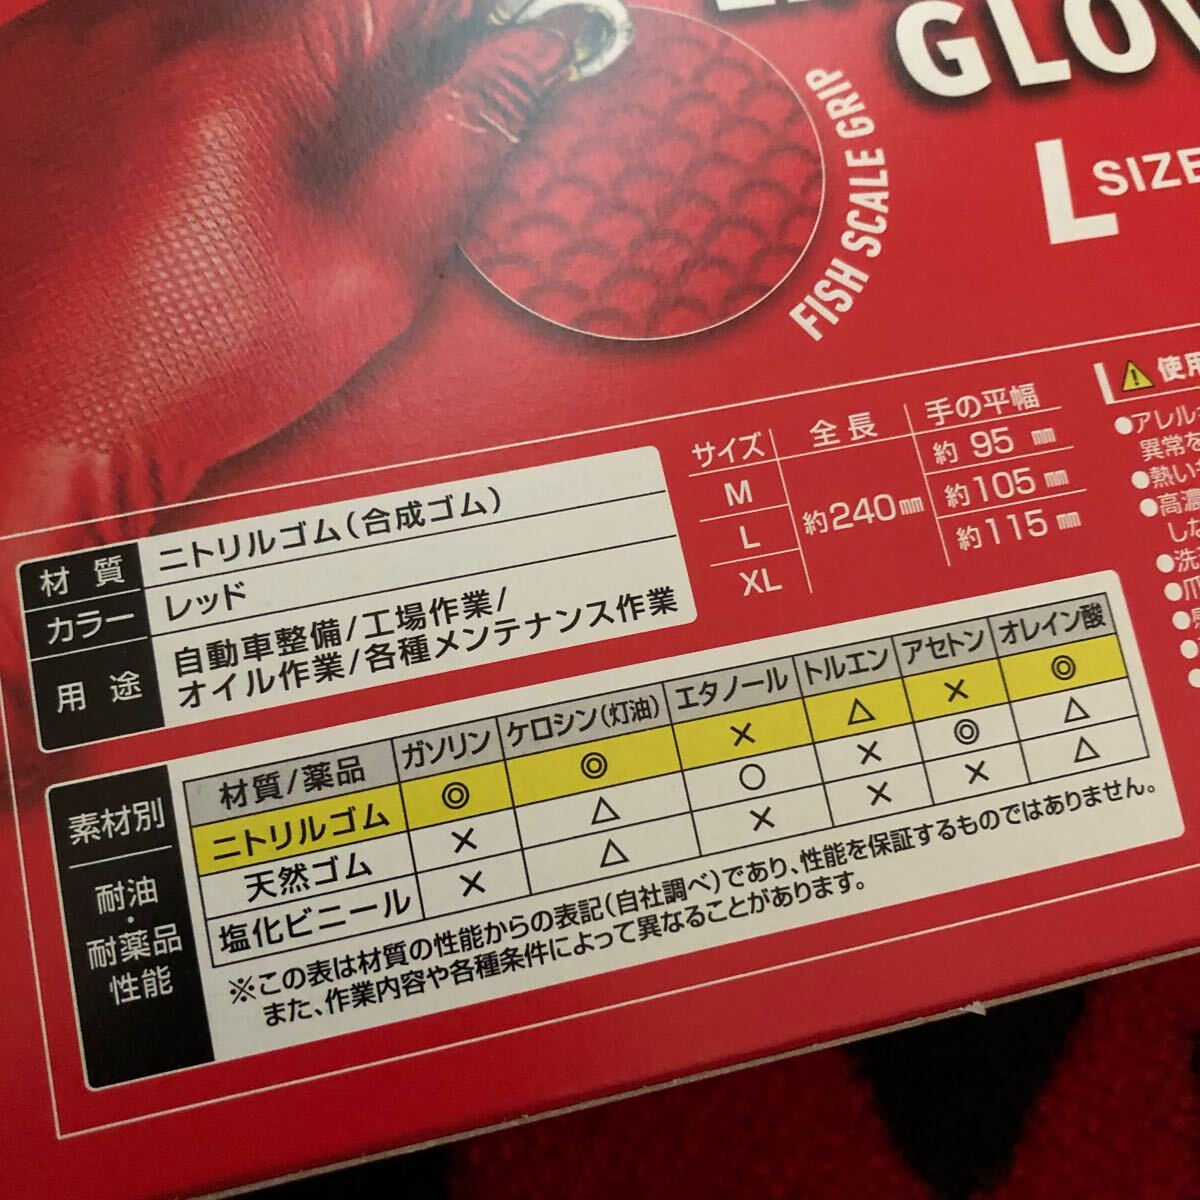 GLOV
FISH SCALE GRIP
L SIZE
サイズ 全長 手の平幅
M 約240㎜ 約 95 ㎜
L 約105㎜
XL 約115㎜
材質 ニトリルゴム(合成ゴム)
カラー レッド
用途 自動車整備/工場作業/
オイル作業/各種メンテナンス作業
⚠ 使用
●アレル
異常を
●熱い
●高温
しな
●洗
●爪
素材別
耐油
・
耐薬品
性能
材質/薬品 ガソリン ケロシン(灯油) エタノール トルエン アセトン オレイン酸
ニトリルゴム ◎ ◎ × △ × ◎
天然ゴム × △ ○ × ◎ △
塩化ビニール × △ × × × △
※この表は材質の性能からの表記(自社調べ)であり、性能を保証するものではありません。
また、作業内容や各種条件によって異なることがあります。